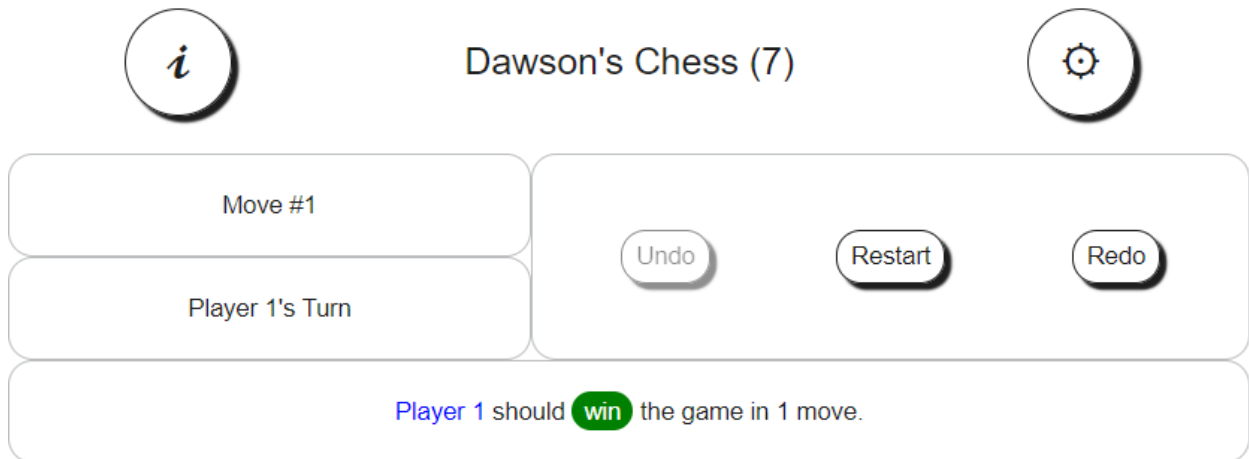 i
Dawson's Chess (7)
Move #1
Player 1's Turn
Undo
Restart
Redo
Player 1 should win the game in 1 move.